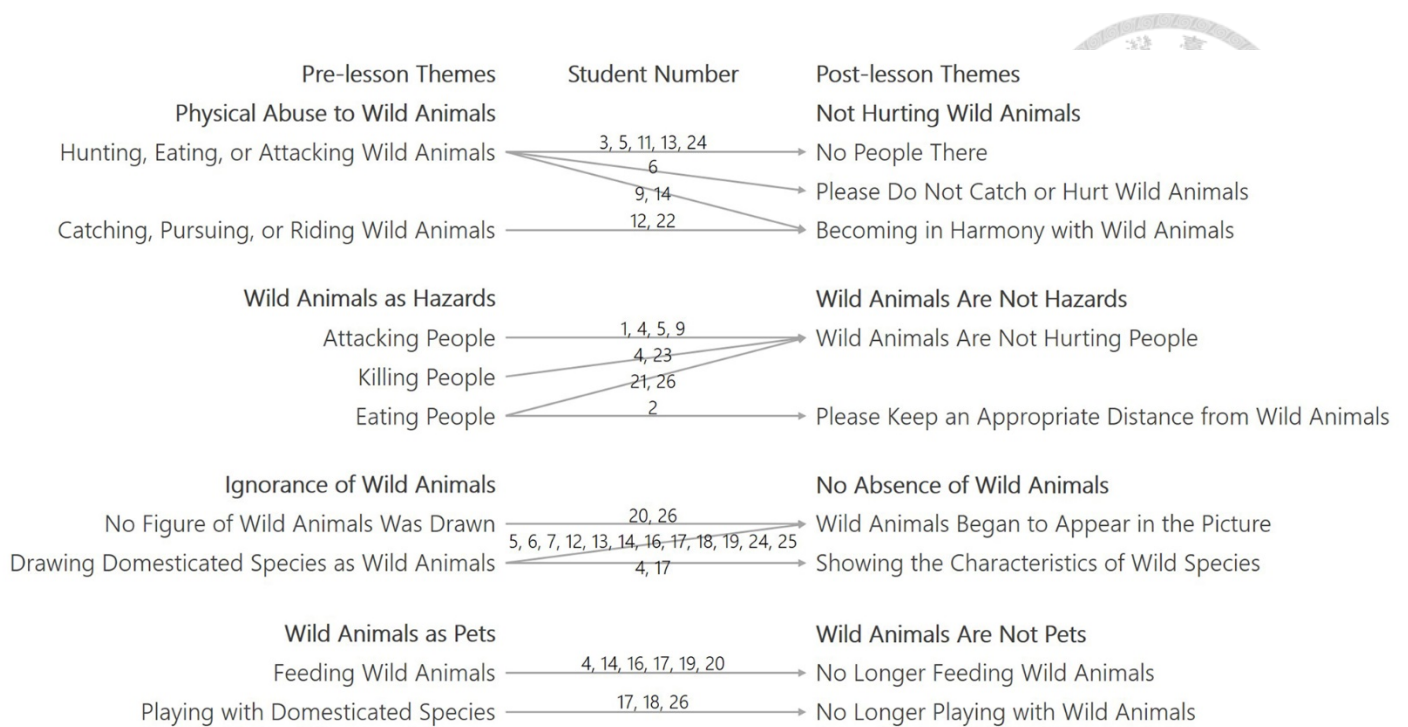 Pre-lesson Themes Student Number Post-lesson Themes
Physical Abuse to Wild Animals Not Hurting Wild Animals
Hunting, Eating, or Attacking Wild Animals 3, 5, 11, 13, 24 No People There
6 Please Do Not Catch or Hurt Wild Animals
9, 14
Catching, Pursuing, or Riding Wild Animals 12, 22 Becoming in Harmony with Wild Animals
Wild Animals as Hazards Wild Animals Are Not Hazards
Attacking People 1, 4, 5, 9 Wild Animals Are Not Hurting People
Killing People 4, 23
21, 26
Eating People 2 Please Keep an Appropriate Distance from Wild Animals
Ignorance of Wild Animals No Absence of Wild Animals
No Figure of Wild Animals Was Drawn 20, 26 Wild Animals Began to Appear in the Picture
5, 6, 7, 12, 13, 14, 16, 17, 18, 19, 24, 25
Drawing Domesticated Species as Wild Animals 4, 17 Showing the Characteristics of Wild Species
Wild Animals as Pets Wild Animals Are Not Pets
Feeding Wild Animals 4, 14, 16, 17, 19, 20 No Longer Feeding Wild Animals
Playing with Domesticated Species 17, 18, 26 No Longer Playing with Wild Animals